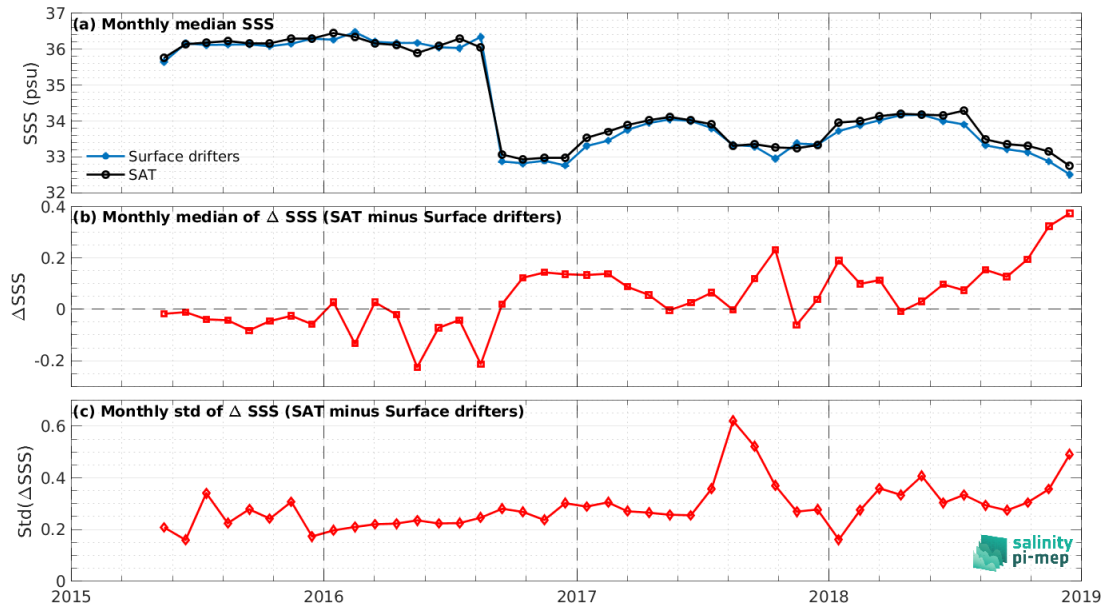 (a) Monthly median SSS
37
36
35
34
33
32
SSS (psu)
Surface drifters
SAT
(b) Monthly median of Δ SSS (SAT minus Surface drifters)
0.4
0.2
0
-0.2
ΔSSS
(c) Monthly std of Δ SSS (SAT minus Surface drifters)
0.6
0.4
0.2
0
Std(ΔSSS)
salinity
pi-mep
2015
2016
2017
2018
2019